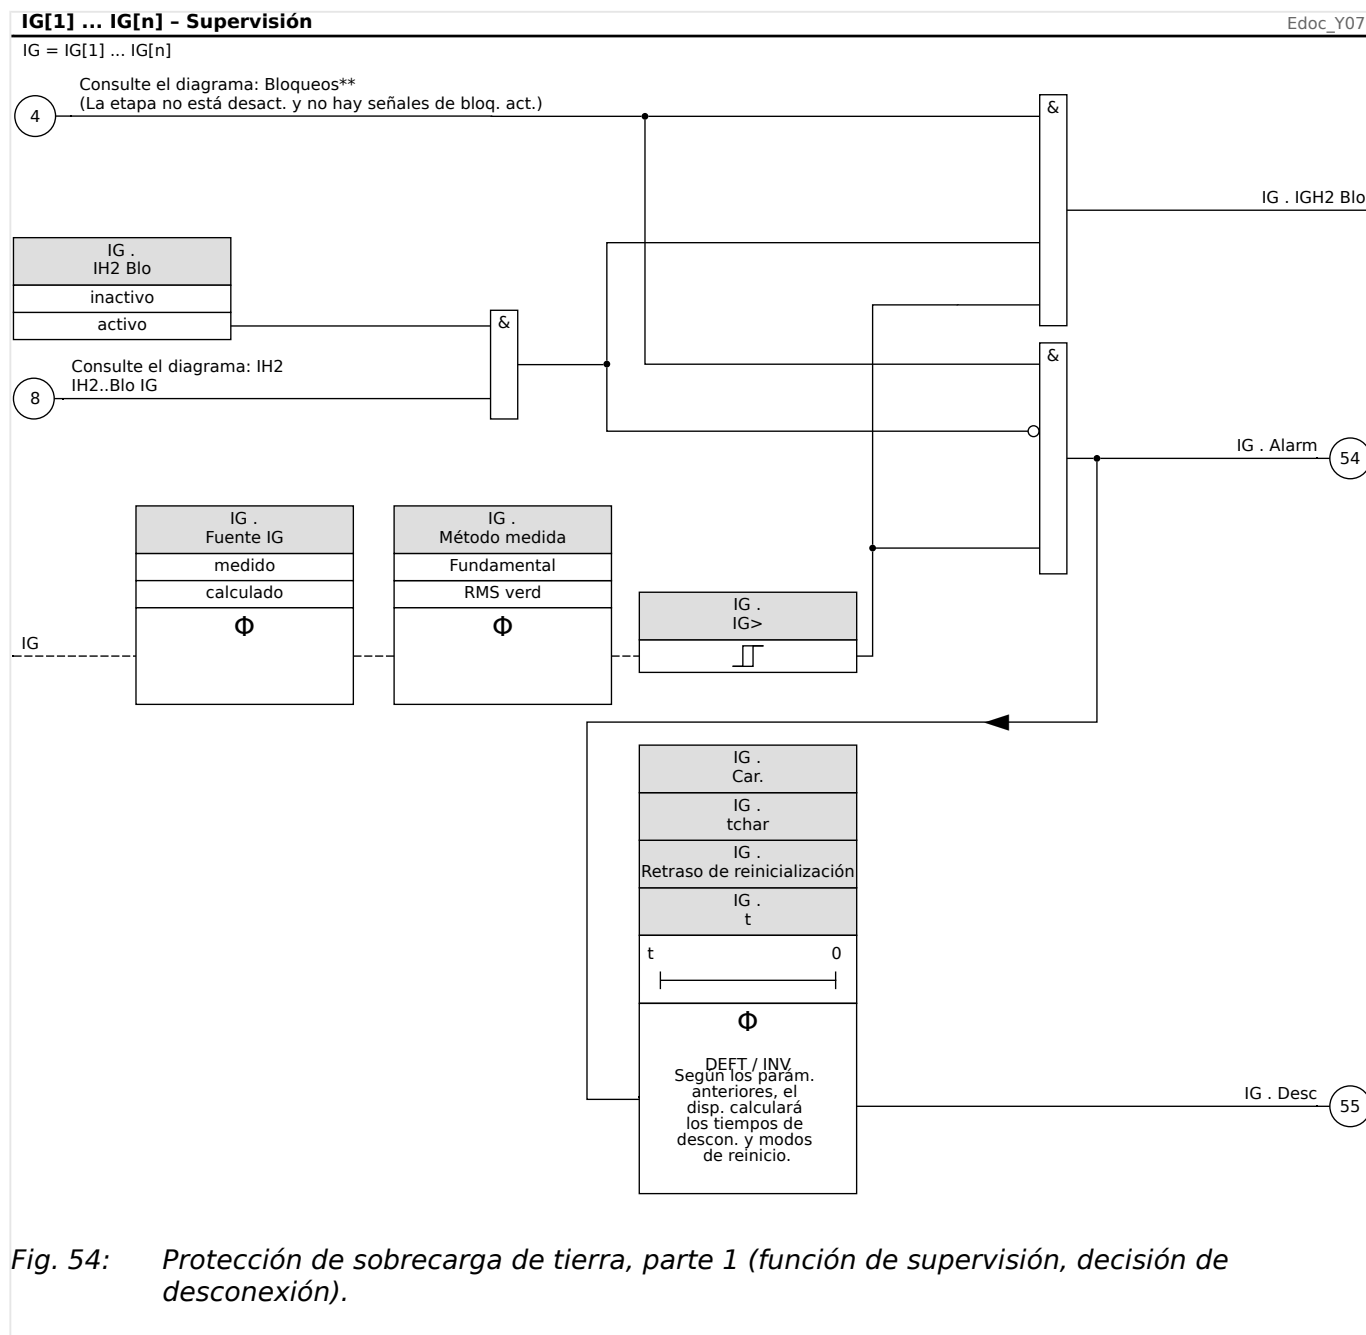 IG[1] ... IG[n] – Supervisión
Edoc_Y07
IG = IG[1] ... IG[n]
Consulte el diagrama: Bloqueos**
(La etapa no está desact. y no hay señales de bloq. act.)
4
&
IG . IGH2 Blo
IG .
IH2 Blo
inactivo
activo
&
Consulte el diagrama: IH2
IH2..Blo IG
8
&
IG . Alarm
54
IG .
Fuente IG
medido
calculado
Φ
IG .
Método medida
Fundamental
RMS verd
Φ
IG .
IG>
IG
IG .
Car.
IG .
tchar
IG .
Retraso de reinicialización
IG .
t
t 0
Φ
DEFT / INV
Según los parám.
anteriores, el
disp. calculará
los tiempos de
descon. y modos
de reinicio.
IG . Desc
55
Fig. 54: Protección de sobrecarga de tierra, parte 1 (función de supervisión, decisión de
desconexión).